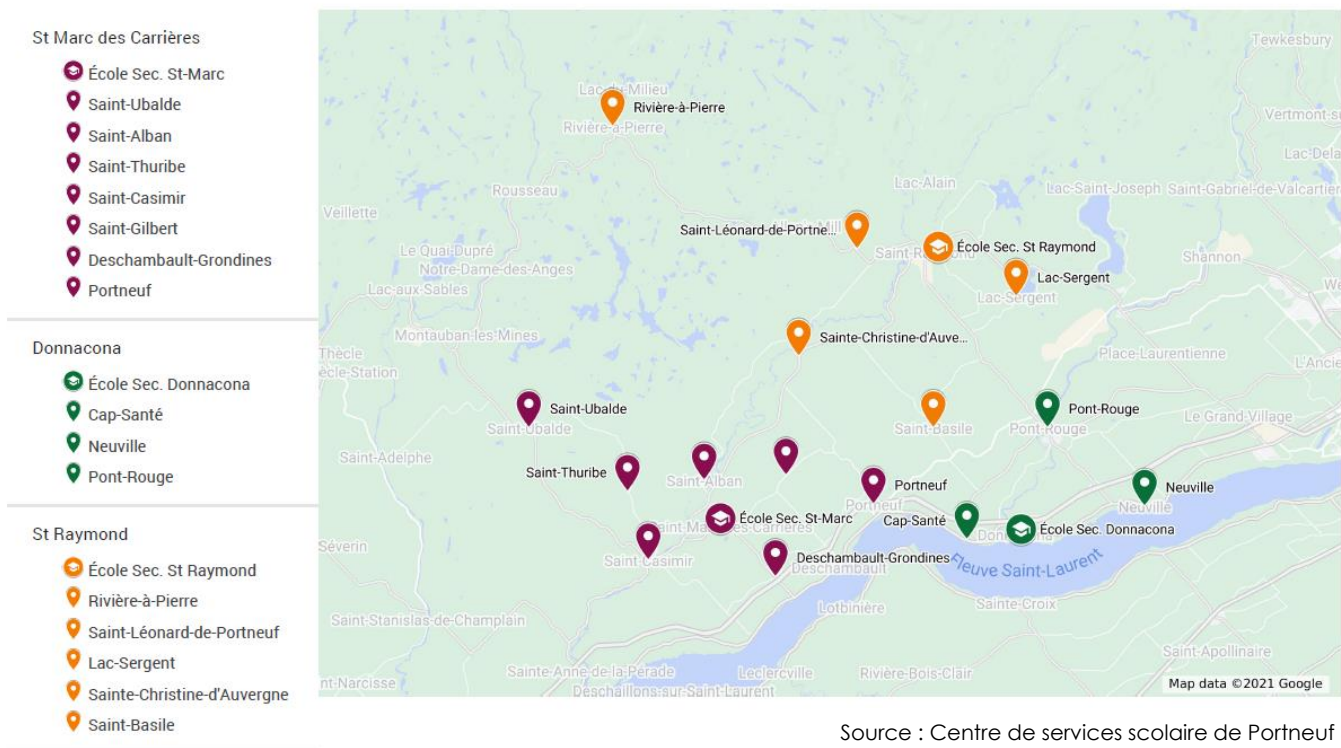 St Marc des Carrières
École Sec. St-Marc
Saint-Ubalde
Saint-Alban
Saint-Thuribe
Saint-Casimir
Saint-Gilbert
Deschambault-Grondines
Portneuf
Donnacona
École Sec. Donnacona
Cap-Santé
Neuville
Pont-Rouge
St Raymond
École Sec. St Raymond
Rivière-à-Pierre
Saint-Léonard-de-Portneuf
Lac-Sergent
Sainte-Christine-d'Auvergne
Saint-Basile
Tewkesbury
Rivière-à-Pierre
Rivière-à-Pierre
Lac-Alain
Rousseau
Lac-Saint-Joseph
Saint-Gabriel-de-Valcartier
Veillette
Saint-Léonard-de-Portne...
École Sec. St Raymond
Le Quai-Dupré
Shannon
Notre-Dame-des-Anges
Lac-Sergent
Lac-aux-Sables
Lac-Sergent
Montauban-les-Mines
Sainte-Christine-d'Auve...
Place-Laurentienne
Saint-Ubalde
Pont-Rouge
Le Grand-Village
Saint-Ubalde
Saint-Basile
Pont-Rouge
Saint-Adelphe
Saint-Thuribe
Saint-Alban
Portneuf
Neuville
Portneuf
Neuville
École Sec. St-Marc
Cap-Santé
École Sec. Donnacona
Saint-Casimir
Deschambault-Grondines
Deschambault
Fleuve Saint-Laurent
Lotbinière
Sainte-Croix
Saint-Stanislas-de-Champlain
Saint-Apollinaire
Sainte-Anne-de-la-Pérade
Leclercville
Rivière-Bois-Clair
Deschaillons-sur-Saint-Laurent
Map data ©2021 Google
Source : Centre de services scolaire de Portneuf